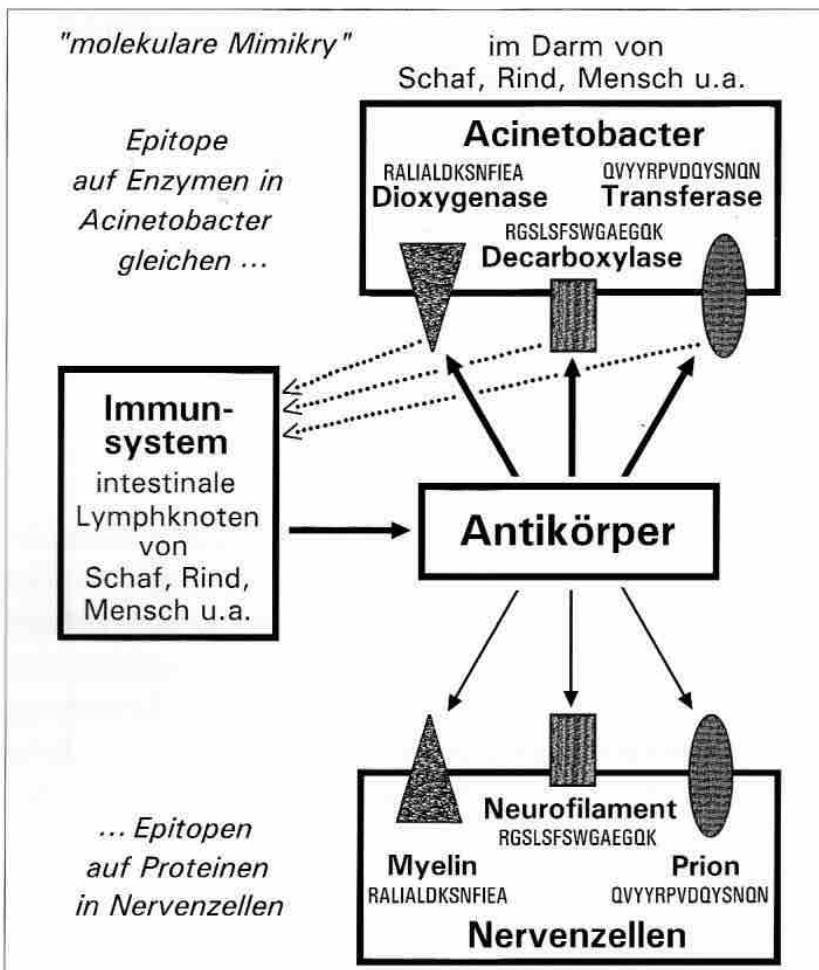 "molekulare Mimikry"
im Darm von
Schaf, Rind, Mensch u.a.
Epitope
auf Enzymen in
Acinetobacter
gleichen ...
Acinetobacter
RALIALDKSNFIEA QVYYRPVDQYSNQN
Dioxygenase Transferase
RGSLSFSWGAEGQK
Decarboxylase
Immun-
system
intestinale
Lymphknoten
von
Schaf, Rind,
Mensch u.a.
Antikörper
... Epitopen
auf Proteinen
in Nervenzellen
Neurofilament
RGSLSFSWGAEGQK
Myelin Prion
RALIALDKSNFIEA QVYYRPVDQYSNQN
Nervenzellen